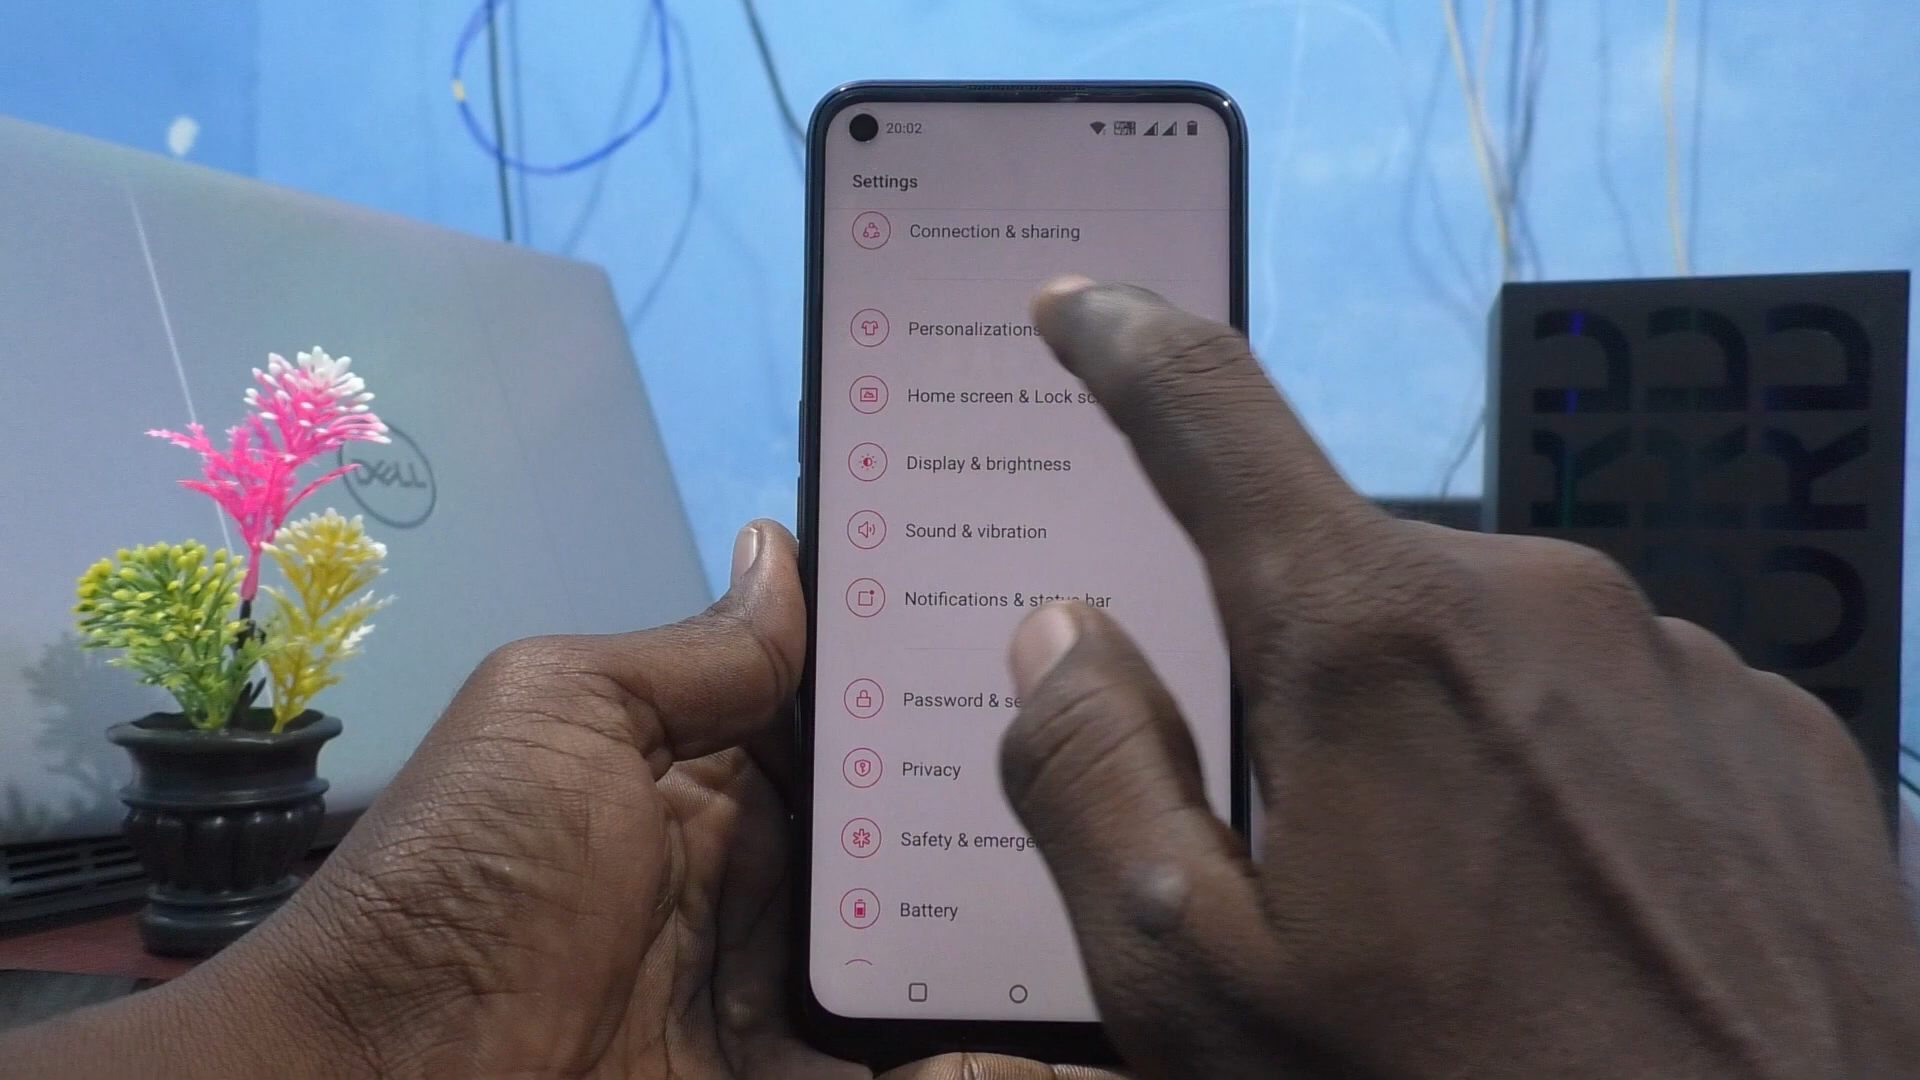 20:02
Settings
Connection & sharing
Personalizations
Home screen & Lock
Display & brightness
Sound & vibration
Notifications & status bar
Password &
Privacy
Safety &
Battery
DELL